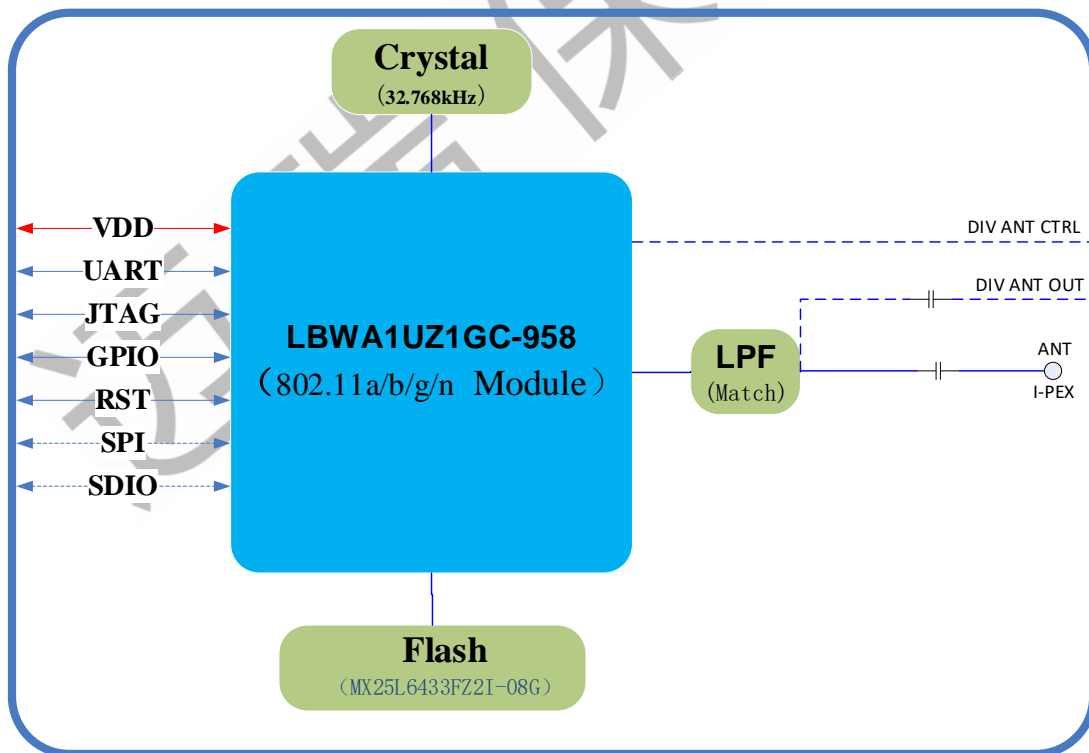 Crystal
（32.768kHz）
VDD
UART
JTAG
GPIO
RST
SPI
SDIO
LBWA1UZ1GC-958
（802.11a/b/g/n Module）
DIV ANT CTRL
DIV ANT OUT
LPF
(Match)
ANT
I-PEX
Flash
（MX25L6433FZ2I-08G）